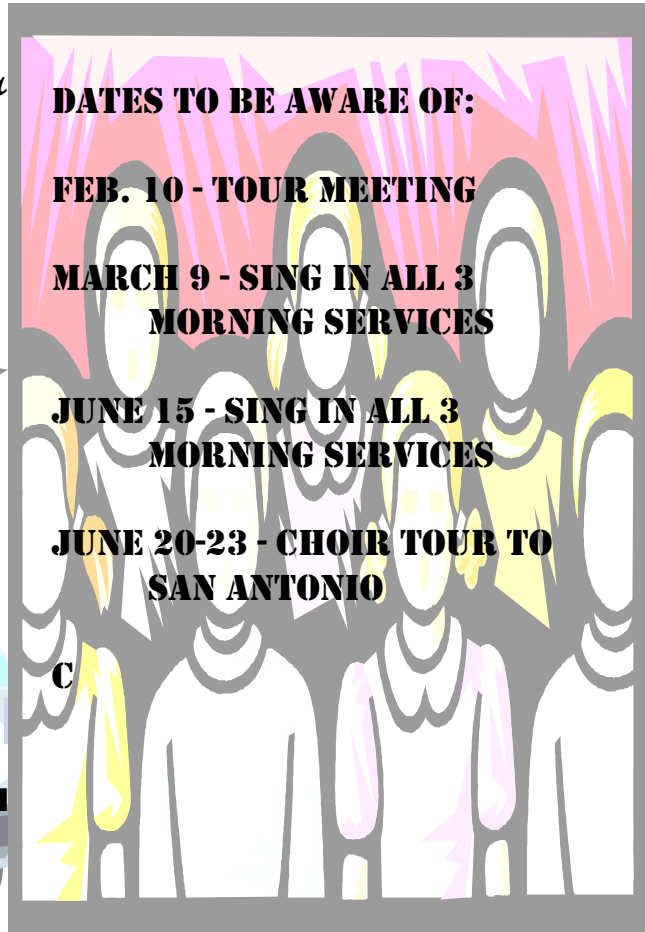 DATES TO BE AWARE OF:
FEB. 10 - TOUR MEETING
MARCH 9 - SING IN ALL 3
MORNING SERVICES
JUNE 15 - SING IN ALL 3
MORNING SERVICES
JUNE 20-23 - CHOIR TOUR TO
SAN ANTONIO
C